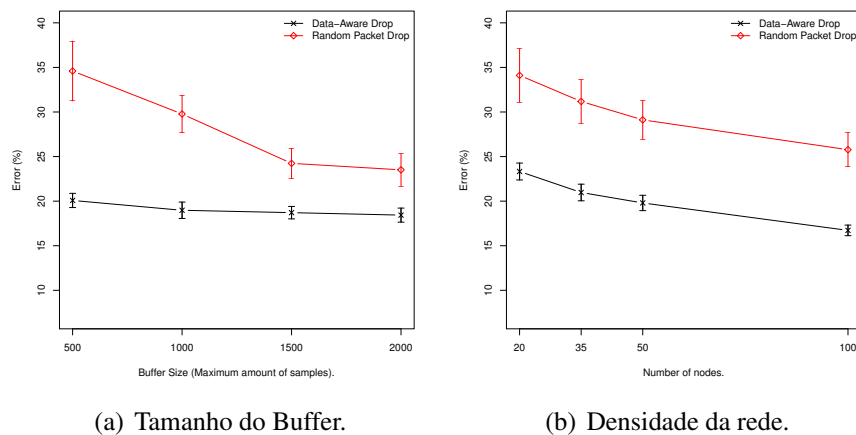 40
35
30
25
20
15
10
Error (%)
Data−Aware Drop
Random Packet Drop
500 1000 1500 2000
Buffer Size (Maximum amount of samples).
(a) Tamanho do Buffer.
40
35
30
25
20
15
10
Error (%)
Data−Aware Drop
Random Packet Drop
20 35 50 100
Number of nodes.
(b) Densidade da rede.